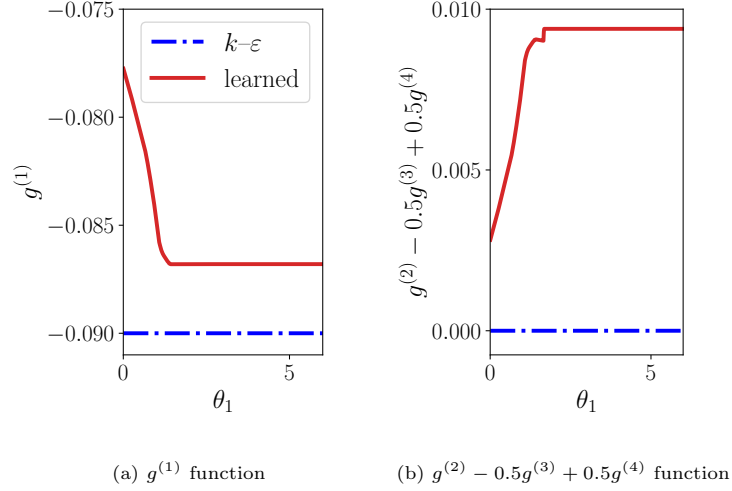 −0.075
−0.080
−0.085
−0.090
g^{(1)}
k–ε
learned
0
5
θ₁
0.010
0.005
0.000
g^{(2)} − 0.5g^{(3)} + 0.5g^{(4)}
0
5
θ₁
(a) g^{(1)} function
(b) g^{(2)} − 0.5g^{(3)} + 0.5g^{(4)} function